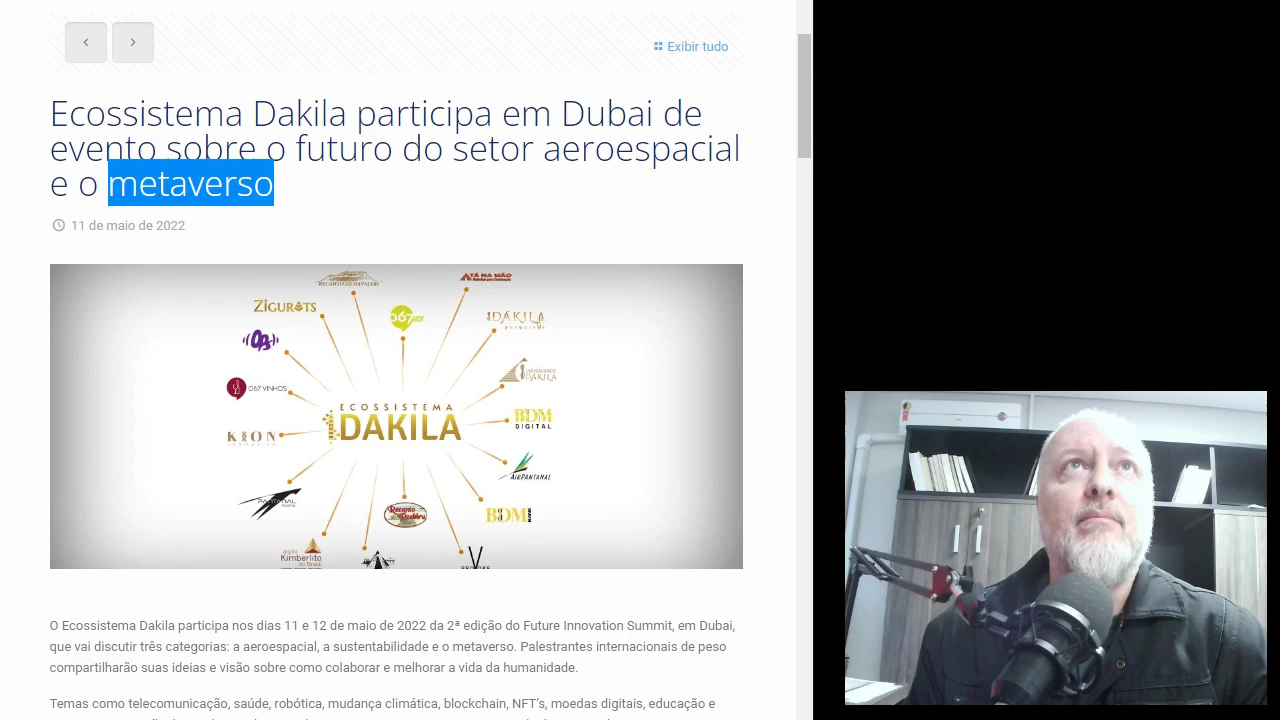 Exibir tudo
Ecossistema Dakila participa em Dubai de
evento sobre o futuro do setor aeroespacial
e o metaverso
11 de maio de 2022
ZIGURATS
067 VINHOS
KION
ECOSSISTEMA
DAKILA
TÁ NA MÃO
DAKILA
UNIVERSIDADE
DAKILA
BDM
DIGITAL
AIRPANTANAL
BDM
Recanto
Kimberlito
do Brasil
O Ecossistema Dakila participa nos dias 11 e 12 de maio de 2022 da 2ª edição do Future Innovation Summit, em Dubai,
que vai discutir três categorias: a aeroespacial, a sustentabilidade e o metaverso. Palestrantes internacionais de peso
compartilharão suas ideias e visão sobre como colaborar e melhorar a vida da humanidade.
Temas como telecomunicação, saúde, robótica, mudança climática, blockchain, NFT's, moedas digitais, educação e